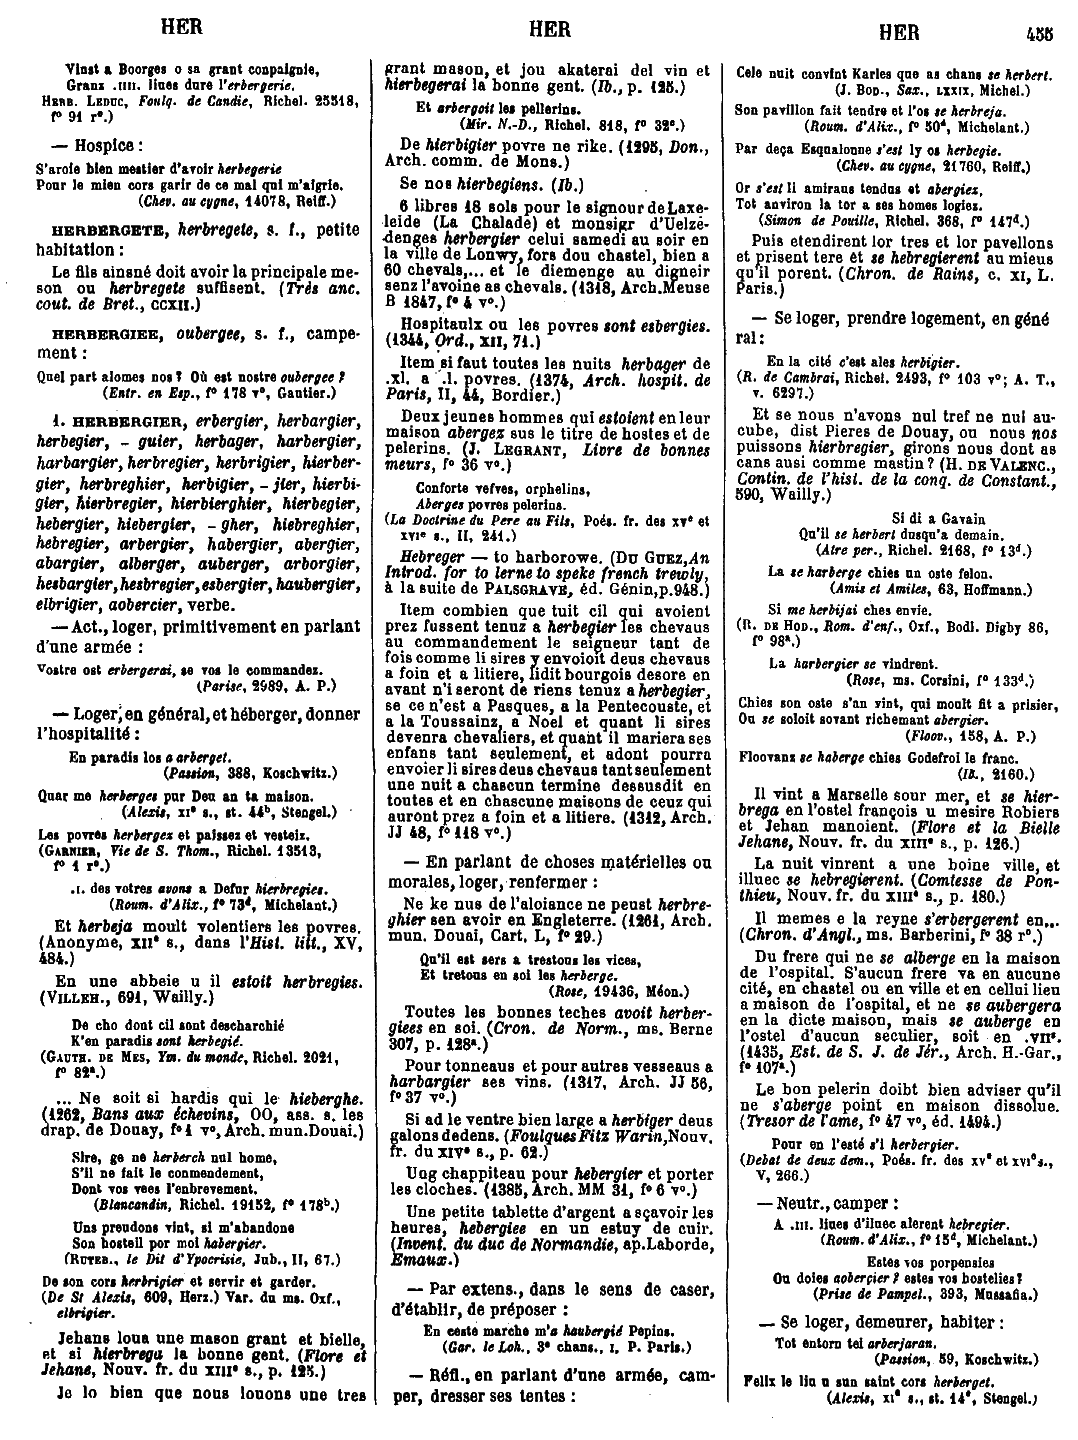 HER
HER
HER 455
Vinst a Boorges o sa grant conpaignie,
Granz .IIII. liues dure l'erbergerie.
HERB. LEDUC, Foulq. de Candie, Richel. 25518,
f° 91 r°.)
— Hospice :
S'aroie bien mestier d'avoir herbegerie
Pour le mien cors garir de ce mal qui m'aigrie.
(Chev. au cygne, 14078, Reiff.)
HERBERGETE, herbregete, s. f., petite
habitation :
Le fils ainsné doit avoir la principale me-
son ou herbregete suffisent. (Très anc.
cout. de Bret., CCXII.)
HERBERGIEE, oubergee, s. f., campe-
ment :
Quel part alomes nos ? Où est nostre oubergee ?
(Entr. en Esp., f° 178 v°, Gautier.)
1. HERBERGIER, erbergier, herbargier,
herbegier, - guier, herbager, harbergier,
harbargier, herbregier, herbrigier, hierber-
gier, herbreghier, herbigier, - jier, hierbi-
gier, hierbregier, hierbierghier, hierbegier,
hebergier, hiebergier, - gher, hiebreghier,
hebregier, arbergier, habergier, abergier,
abargier, alberger, auberger, arborgier,
hesbargier, hesbregier, esbergier, haubergier,
elbrigier, aobercier, verbe.
— Act., loger, primitivement en parlant
d'une armée :
Vostre ost erbergerai, se vos le commandez.
(Parise, 2989, A. P.)
— Loger, en général, et héberger, donner
l'hospitalité :
En paradis los a arberget.
(Passion, 388, Koschwitz.)
Quar me herberges pur Deu an ta maison.
(Alexis, XI° s., st. 44b, Stengel.)
Les povres herbergez et paissez et vesteiz.
(GARNIER, Vie de S. Thom., Richel. 13513,
f° 1 r°.)
.I. des votres avons a Defur hierbregies.
(Roum. d'Alix., f° 73d, Michelant.)
Et herbeja moult volentiers les povres.
(Anonyme, XII° s., dans l'Hist. litt., XV,
484.)
En une abbeie u il estoit herbregies.
(VILLEH., 691, Wailly.)
De cho dont cil sont descharchié
K'en paradis sont herbegié.
(GAUTH. DE MES, Ym. du monde, Richel. 2021,
f° 82a.)
... Ne soit si hardis qui le hieberghe.
(1262, Bans aux échevins, OO, ass. s. les
drap. de Douay, f° 1 v°, Arch. mun. Douai.)
Sire, ge ne herberch nul home,
S'il ne fait le conmendement,
Dont vos vees l'enbrevement.
(Blancandin, Richel. 19152, f° 178b.)
Uns preudons vint, si m'abandone
Son hosteil por moi habergier.
(RUTEB., le Dit d'Ypocrisie, Jub., II, 67.)
De son cors herbrigier et servir et garder.
(De St Alexis, 609, Herz.) Var. du ms. Oxf.,
elbrigier.
Jehans loua une mason grant et bielle,
et si hierbrega la bonne gent. (Flore et
Jehane, Nouv. fr. du XIII° s., p. 125.)
Je lo bien que nous louons une tres
grant mason, et jou akaterai del vin et
hierbegerai la bonne gent. (Ib., p. 125.)
Et arbergoit les pellerins.
(Mir. N.-D., Richel. 818, f° 32c.)
De hierbigier povre ne rike. (1295, Don.,
Arch. comm. de Mons.)
Se nos hierbegiens. (Ib.)
6 libres 18 sols pour le signour de Laxe-
leide (La Chalade) et monsigr d'Uelze-
denges herbergier celui samedi au soir en
la ville de Lonwy, fors dou chastel, bien a
60 chevals,... et le diemenge au digneir
senz l'avoine as chevals. (1318, Arch. Meuse
B 1847, f° 4 v°.)
Hospitaulx ou les povres sont esbergies.
(1344, Ord., XII, 71.)
Item si faut toutes les nuits herbager de
.xl. a .l. povres. (1374, Arch. hospit. de
Paris, II, 44, Bordier.)
Deux jeunes hommes qui estoient en leur
maison abergez sus le titre de hostes et de
pelerins. (J. LEGRANT, Livre de bonnes
meurs, f° 36 v°.)
Conforte vefves, orphelins,
Aberges povres pelerins.
(La Doctrine du Pere au Fils, Poés. fr. des XV° et
XVI° s., II, 241.)
Hebreger — to harborowe. (DU GUEZ, An
Introd. for to lerne to speke french trewly,
à la suite de PALSGRAVE, éd. Génin, p. 948.)
Item combien que tuit cil qui avoient
prez fussent tenuz a herbegier les chevaus
au commandement le seigneur tant de
fois comme li sires y envoioit deus chevaus
a foin et a litiere, lidit bourgois desore en
avant n'i seront de riens tenuz a herbegier,
se ce n'est a Pasques, a la Pentecouste, et
a la Toussainz, a Noel et quant li sires
devenra chevaliers, et quant il mariera ses
enfans tant seulement, et adont pourra
envoier li sires deus chevaus tant seulement
une nuit a chascun termine dessusdit en
toutes et en chascune maisons de ceuz qui
auront prez a foin et a litiere. (1312, Arch.
JJ 48, f° 118 v°.)
— En parlant de choses matérielles ou
morales, loger, renfermer :
Ne ke nus de l'aloiance ne peust herbre-
ghier sen avoir en Engleterre. (1261, Arch.
mun. Douai, Cart. L, f° 29.)
Qu'il est sers a trestous les vices,
Et tretous en soi les herberge.
(Rose, 19436, Méon.)
Toutes les bonnes teches avoit herber-
giees en soi. (Cron. de Norm., ms. Berne
307, p. 128a.)
Pour tonneaus et pour autres vesseaus a
harbargier ses vins. (1317, Arch. JJ 56,
f° 37 v°.)
Si ad le ventre bien large a herbiger deus
galons dedens. (Foulques Fitz Warin, Nouv.
fr. du XIV° s., p. 62.)
Ung chappiteau pour hebergier et porter
les cloches. (1385, Arch. MM 31, f° 6 v°.)
Une petite tablette d'argent a sçavoir les
heures, hebergiee en un estuy de cuir.
(Invent. du duc de Normandie, ap. Laborde,
Emaux.)
— Par extens., dans le sens de caser,
d'établir, de préposer :
En ceste marche m'a haubergié Pepins.
(Gar. le Loh., 3° chans., I, P. Paris.)
— Réfl., en parlant d'une armée, cam-
per, dresser ses tentes :
Cele nuit convint Karles que as chans se herbert.
(J. BOD., Sax., LXXIX, Michel.)
Son pavillon fait tendre et l'os se herbreja.
(Roum. d'Alix., f° 50d, Michelant.)
Par deça Esqualonne s'est ly os herbegie.
(Chev. au cygne, 21760, Reiff.)
Or s'est li amiraus tendus et abergiez,
Tot anviron la tor a ses homes logiez.
(Simon de Pouille, Richel. 368, f° 147d.)
Puis etendirent lor tres et lor pavellons
et prisent tere et se hebregierent au mieus
qu'il porent. (Chron. de Rains, c. XI, L.
Paris.)
— Se loger, prendre logement, en géné
ral :
En la cité c'est ales herbigier.
(R. de Cambrai, Richel. 2493, f° 103 v°; A. T.,
v. 6297.)
Et se nous n'avons nul tref ne nul au-
cube, dist Pieres de Douay, ou nous nos
puissons hierbregier, girons nous dont as
cans ausi comme mastin ? (H. DE VALENC.,
Contin. de l'hist. de la conq. de Constant.,
590, Wailly.)
Si di a Gavain
Qu'il se herbert dusqu'a demain.
(Atre per., Richel. 2168, f° 13d.)
La se harberge chies un oste felon.
(Amis et Amiles, 63, Hoffmann.)
Si me herbijai ches envie.
(R. DE HOD., Rom. d'enf., Oxf., Bodl. Digby 86,
f° 98a.)
La harbergier se vindrent.
(Rose, ms. Corsini, f° 133d.)
Chies son oste s'an vint, qui moult fit a prisier,
Ou se soloit sovant richemant abergier.
(Floov., 158, A. P.)
Floovanz se haberge chies Godefroi le franc.
(Ib., 2160.)
Il vint a Marselle sour mer, et se hier-
brega en l'ostel françois u mesire Robiers
et Jehan manoient. (Flore et la Bielle
Jehane, Nouv. fr. du XIII° s., p. 126.)
La nuit vinrent a une boine ville, et
illuec se hebregierent. (Comtesse de Pon-
thieu, Nouv. fr. du XIII° s., p. 180.)
Il memes e la reyne s'erbergerent en...
(Chron. d'Angl., ms. Barberini, f° 38 r°.)
Du frere qui ne se alberge en la maison
de l'ospital. S'aucun frere va en aucune
cité, en chastel ou en ville et en cellui lieu
a maison de l'ospital, et ne se aubergera
en la dicte maison, mais se auberge en
l'ostel d'aucun seculier, soit en .VII°.
(1435, Est. de S. J. de Jér., Arch. H.-Gar.,
f° 107a.)
Le bon pelerin doibt bien adviser qu'il
ne s'aberge point en maison dissolue.
(Tresor de l'ame, f° 47 v°, éd. 1494.)
Pour en l'esté s'i herbergier.
(Debat de deux dem., Poés. fr. des XV° et XVI° s.,
V, 266.)
— Neutr., camper :
A .III. liues d'iluec alerent hebregier.
(Roum. d'Alix., f° 15d, Michelant.)
Estes vos porpensies
Ou doies aobercier ? estes vos bostelies ?
(Prise de Pampel., 393, Mussafia.)
— Se loger, demeurer, habiter :
Tot entorn tei arberjaran.
(Passion, 59, Koschwitz.)
Felix le liu u sun saint cors herberget.
(Alexis, XI° s., st. 14°, Stengel.)